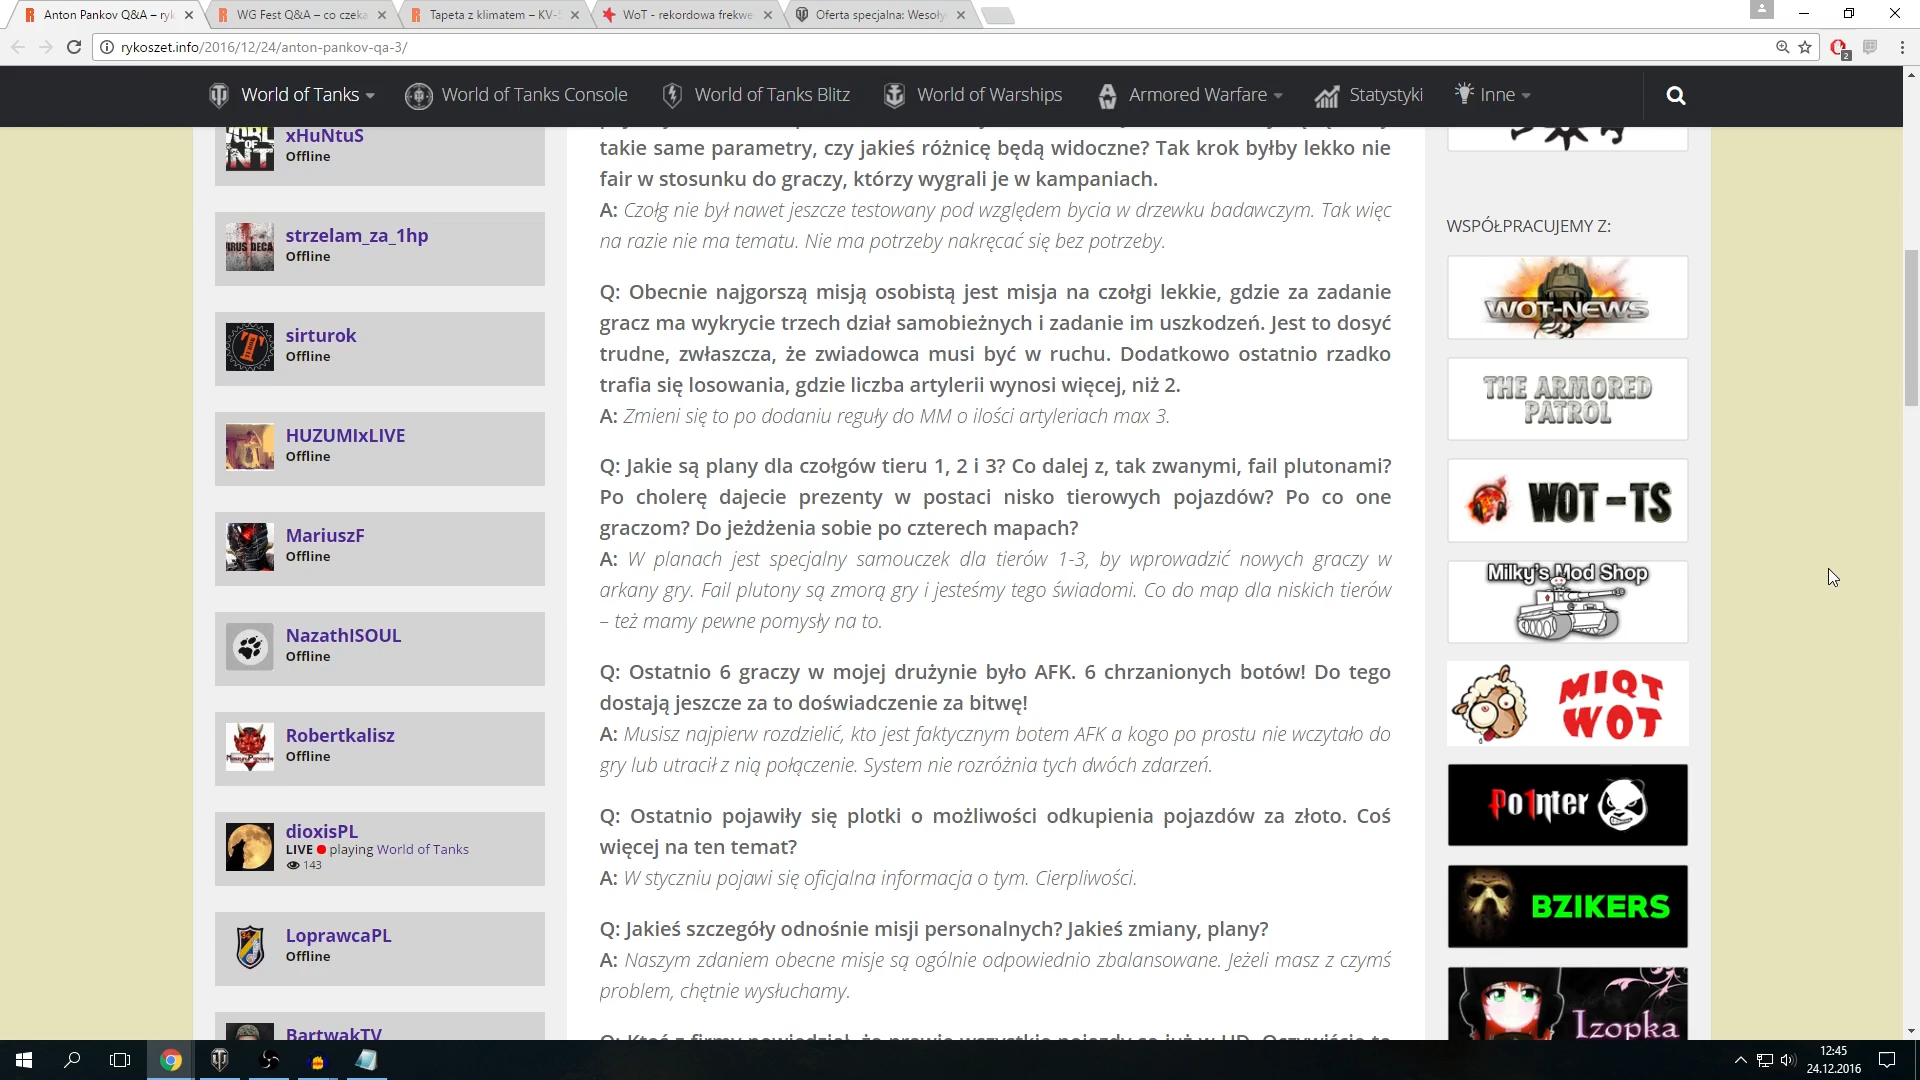 Anton Pankov Q&A – ryk
WG Fest Q&A – co czeka
Tapeta z klimatem – KV-5
WoT - rekordowa frekwe
Oferta specjalna: Wesoły
rykoszet.info/2016/12/24/anton-pankov-qa-3/
2
World of Tanks
World of Tanks Console
World of Tanks Blitz
World of Warships
Armored Warfare
Statystyki
Inne
xHuNtuS
Offline
strzelam_za_1hp
Offline
sirturok
Offline
HUZUMIxLIVE
Offline
MariuszF
Offline
NazathISOUL
Offline
Robertkalisz
Offline
dioxisPL
LIVE playing World of Tanks
143
LoprawcaPL
Offline
BartwakTV
takie same parametry, czy jakieś różnicę będą widoczne? Tak krok byłby lekko nie
fair w stosunku do graczy, którzy wygrali je w kampaniach.
A: Czołg nie był nawet jeszcze testowany pod względem bycia w drzewku badawczym. Tak więc
na razie nie ma tematu. Nie ma potrzeby nakręcać się bez potrzeby.
Q: Obecnie najgorszą misją osobistą jest misja na czołgi lekkie, gdzie za zadanie
gracz ma wykrycie trzech dział samobieżnych i zadanie im uszkodzeń. Jest to dosyć
trudne, zwłaszcza, że zwiadowca musi być w ruchu. Dodatkowo ostatnio rzadko
trafia się losowania, gdzie liczba artylerii wynosi więcej, niż 2.
A: Zmieni się to po dodaniu reguły do MM o ilości artyleriach max 3.
Q: Jakie są plany dla czołgów tieru 1, 2 i 3? Co dalej z, tak zwanymi, fail plutonami?
Po cholerę dajecie prezenty w postaci nisko tierowych pojazdów? Po co one
graczom? Do jeżdżenia sobie po czterech mapach?
A: W planach jest specjalny samouczek dla tierów 1-3, by wprowadzić nowych graczy w
arkany gry. Fail plutony są zmorą gry i jesteśmy tego świadomi. Co do map dla niskich tierów
– też mamy pewne pomysły na to.
Q: Ostatnio 6 graczy w mojej drużynie było AFK. 6 chrzanionych botów! Do tego
dostają jeszcze za to doświadczenie za bitwę!
A: Musisz najpierw rozdzielić, kto jest faktycznym botem AFK a kogo po prostu nie wczytało do
gry lub utracił z nią połączenie. System nie rozróżnia tych dwóch zdarzeń.
Q: Ostatnio pojawiły się plotki o możliwości odkupienia pojazdów za złoto. Coś
więcej na ten temat?
A: W styczniu pojawi się oficjalna informacja o tym. Cierpliwości.
Q: Jakieś szczegóły odnośnie misji personalnych? Jakieś zmiany, plany?
A: Naszym zdaniem obecne misje są ogólnie odpowiednio zbalansowane. Jeżeli masz z czymś
problem, chętnie wysłuchamy.
Q: Ktoś z firmy powiedział, że prawie wszystkie pojazdy są już w HD. Oczywiście to
WSPÓŁPRACUJEMY Z:
WOT-NEWS
THE ARMORED
PATROL
WOT-TS
Milky's Mod Shop
MIQT
WOT
Po1nter
BZIKERS
Izopka
12:45
24.12.2016